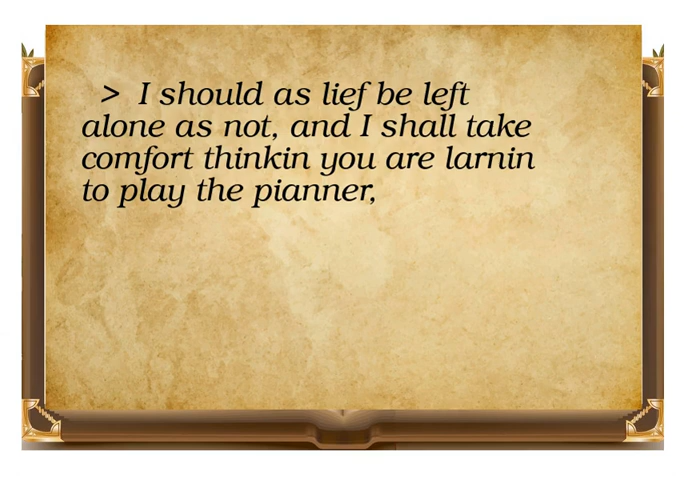 > I should as lief be left
alone as not, and I shall take
comfort thinkin you are larnin
to play the pianner,